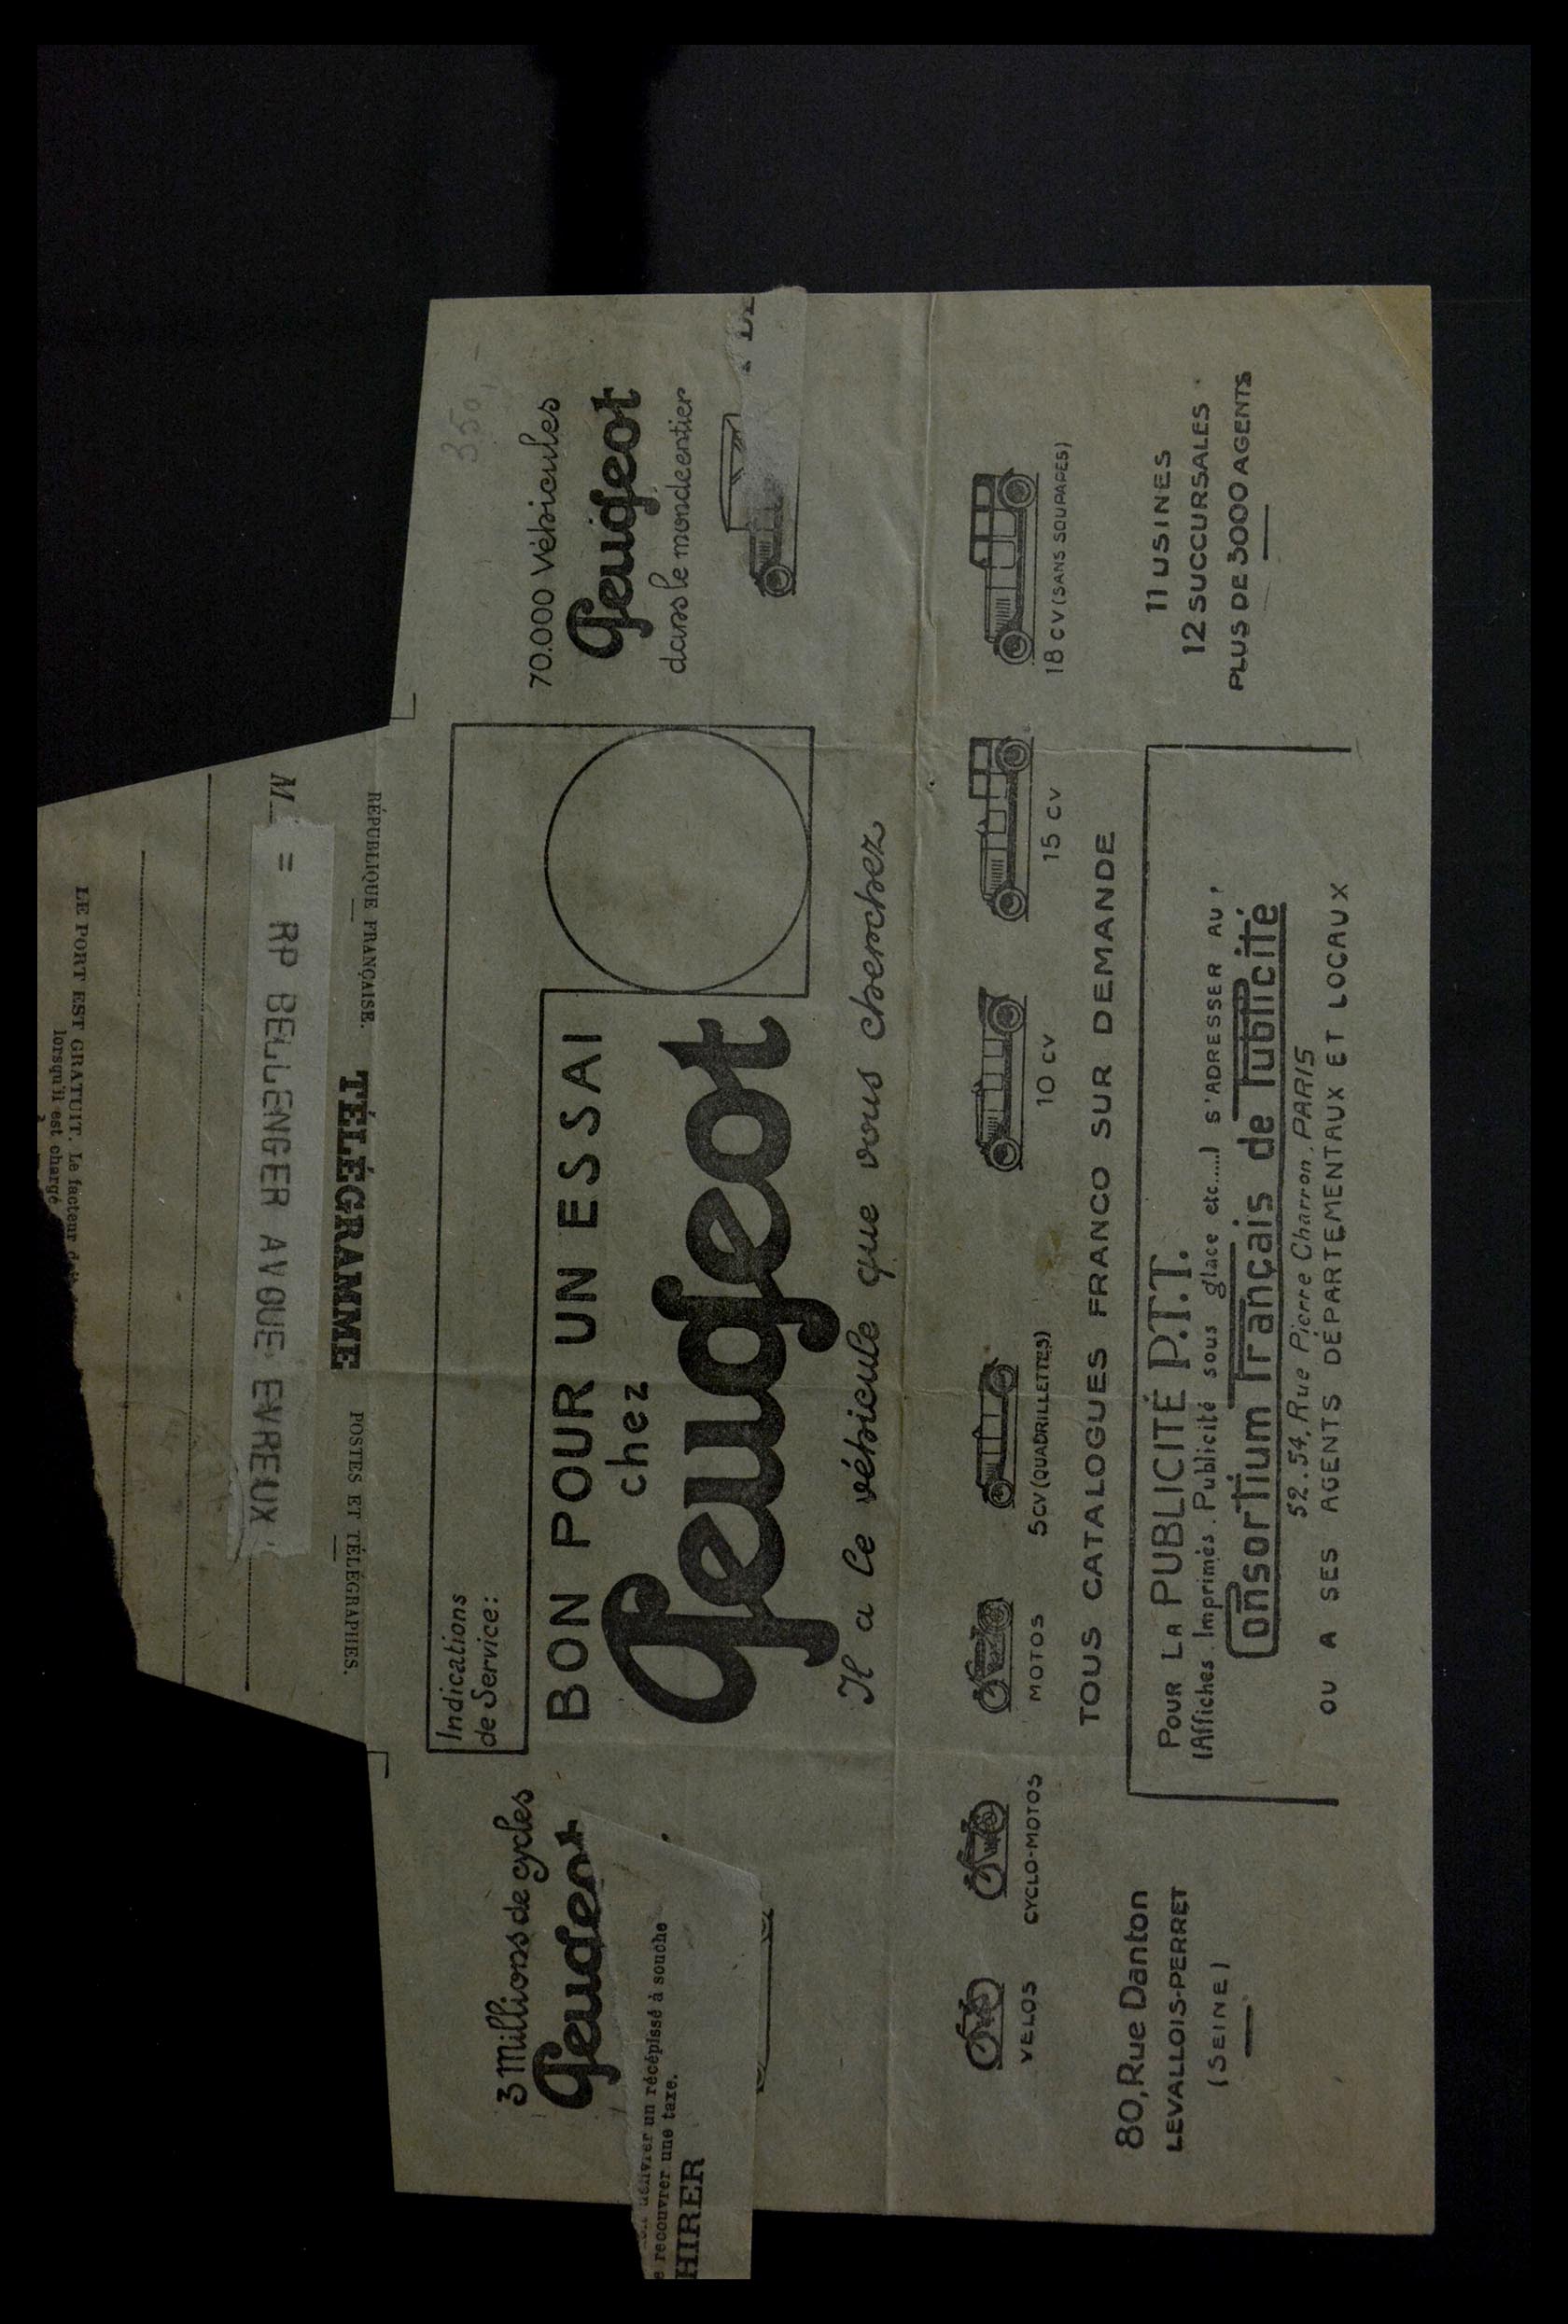 LE PORT EST GRATUIT. Le facteur
lorsqu'il est chargé
M = RP BELLENGER AVOUE EVREUX
RÉPUBLIQUE FRANÇAISE.
TÉLÉGRAMME
POSTES ET TÉLÉGRAPHES.
350,-
Indications
de Service:
3 Millions de cycles
Peugeot
délivrer un récépissé à souche
recouvrer une taxe.
HIRER
BON POUR UN ESSAI
chez
Peugeot
Il a le véhicule que vous cherchez
70.000 véhicules
Peugeot
dans le monde entier
VELOS
CYCLO-MOTOS
MOTOS
5CV (QUADRILLETTES)
10 CV
15 CV
18 CV (SANS SOUPAPES)
TOUS CATALOGUES FRANCO SUR DEMANDE
80, Rue Danton
LEVALLOIS-PERRET
(SEINE)
POUR LA PUBLICITÉ P.T.T.
(Affiches. Imprimés. Publicité sous glace etc.....) S'ADRESSER AU:
Consortium Français de Publicité
52.54, Rue Pierre Charron. PARIS
OU A SES AGENTS DÉPARTEMENTAUX ET LOCAUX
11 USINES
12 SUCCURSALES
PLUS DE 3000 AGENTS